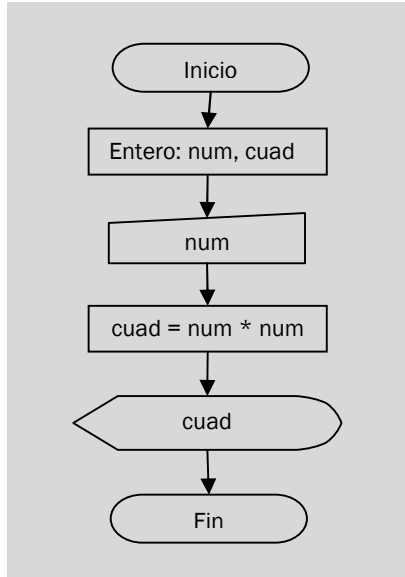 Inicio
Entero: num, cuad
num
cuad = num * num
cuad
Fin